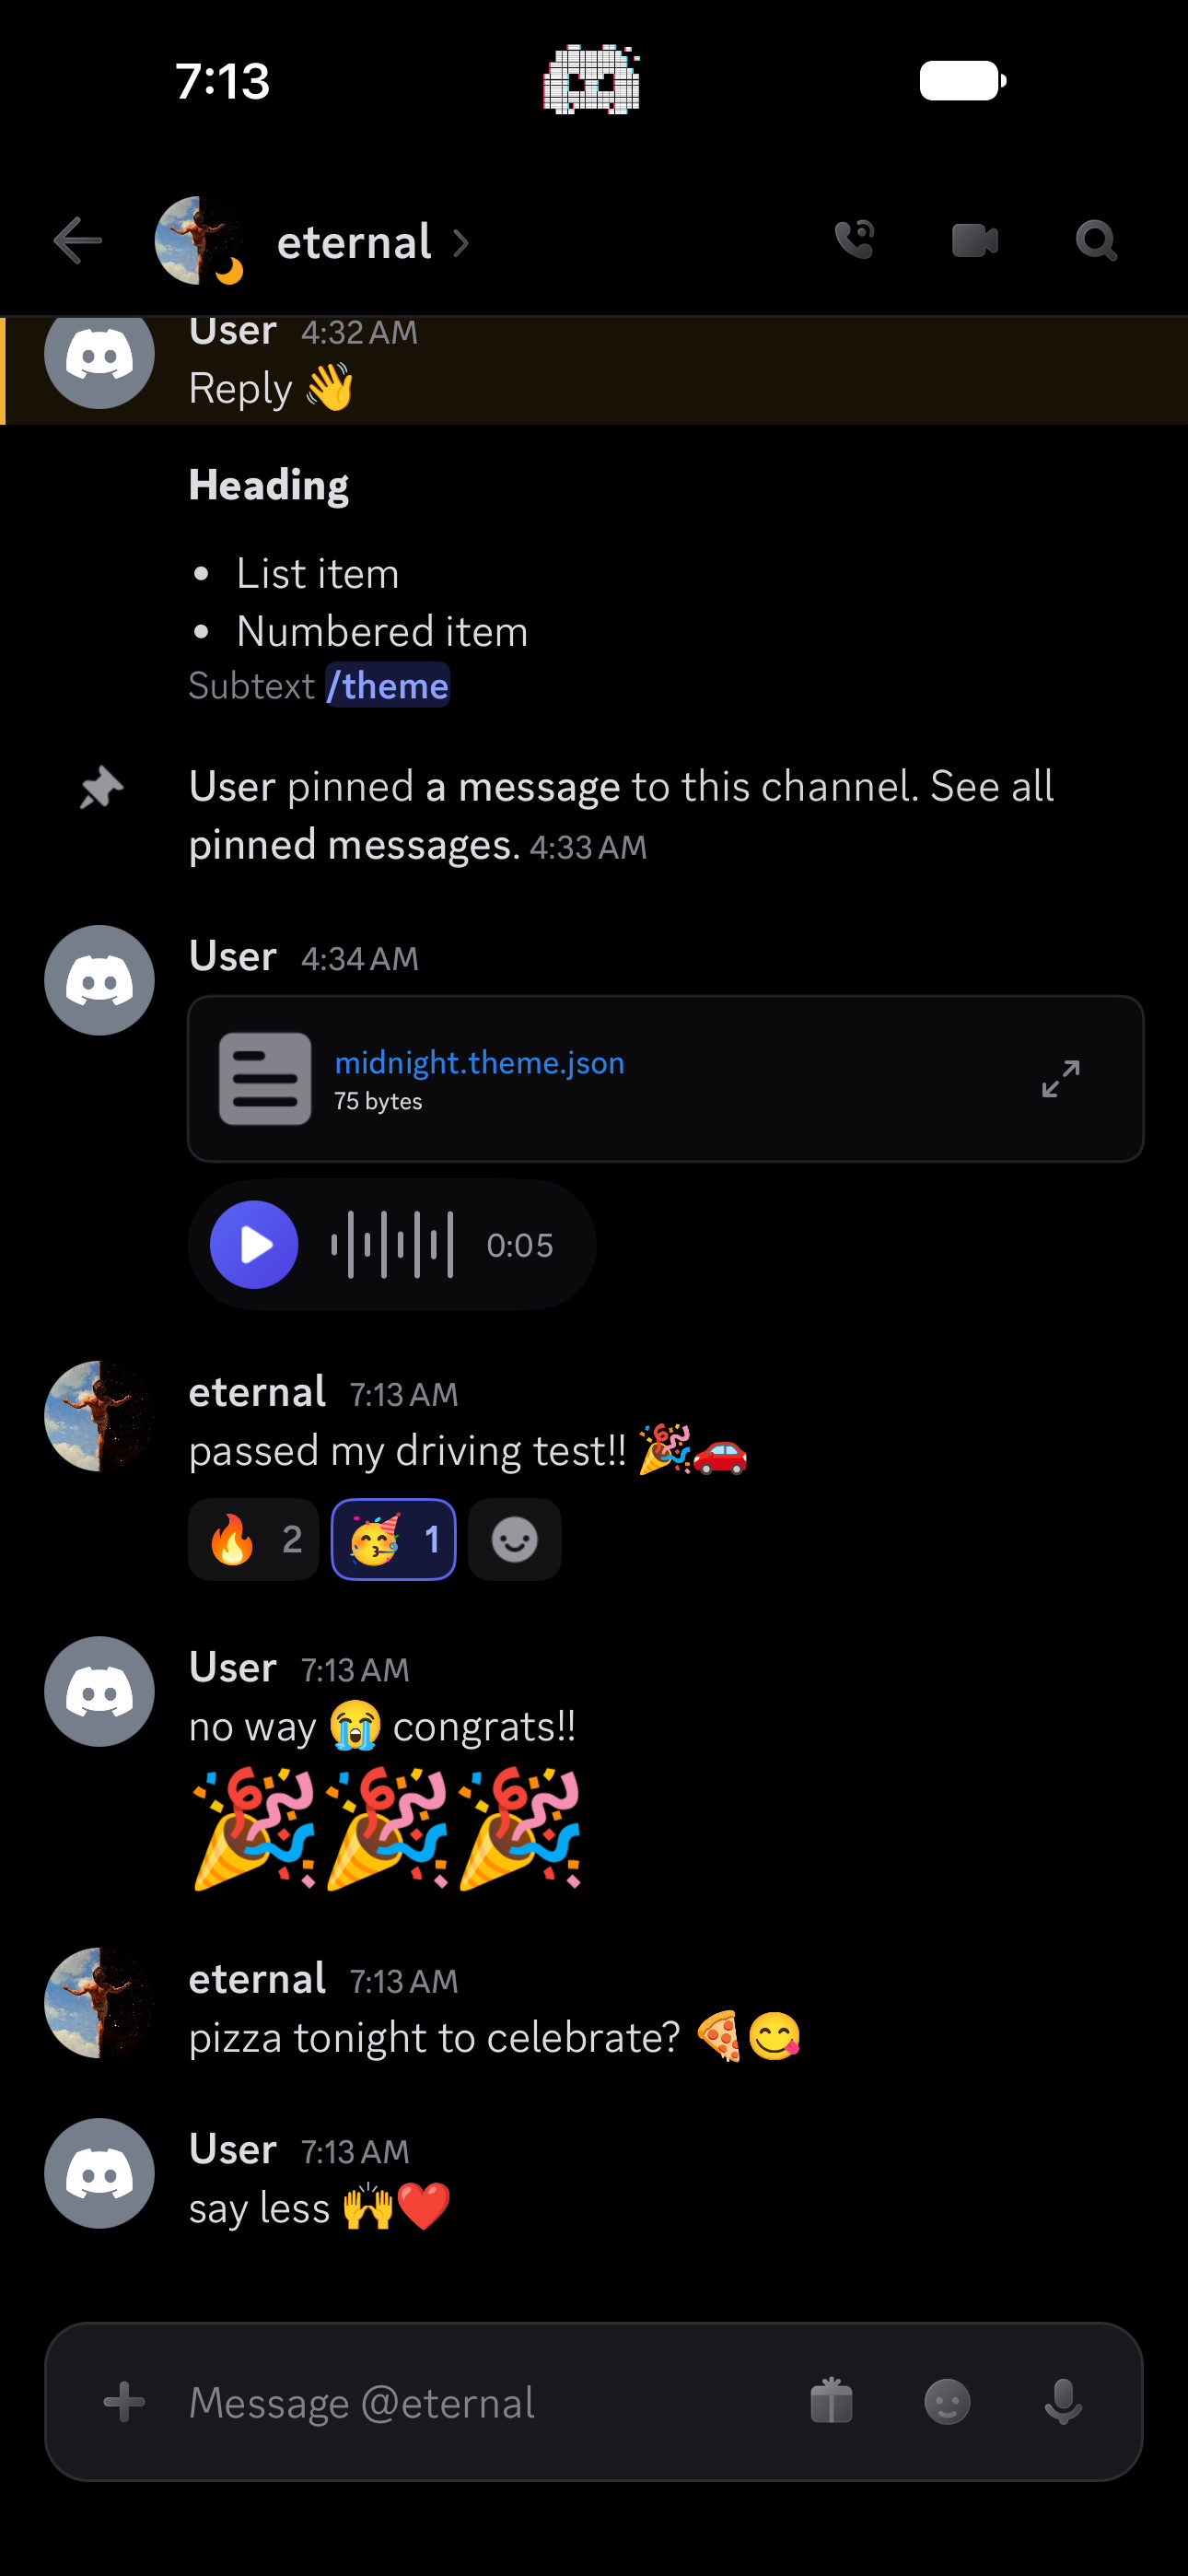 7:13
eternal
User 4:32 AM
Reply 👋
Heading
• List item
• Numbered item
Subtext /theme
User pinned a message to this channel. See all
pinned messages. 4:33 AM
User 4:34 AM
midnight.theme.json
75 bytes
0:05
eternal 7:13 AM
passed my driving test!! 🎉🚗
🔥 2 🥳 1
User 7:13 AM
no way 😭 congrats!!
🎉🎉🎉
eternal 7:13 AM
pizza tonight to celebrate? 🍕😋
User 7:13 AM
say less 🙌❤️
Message @eternal